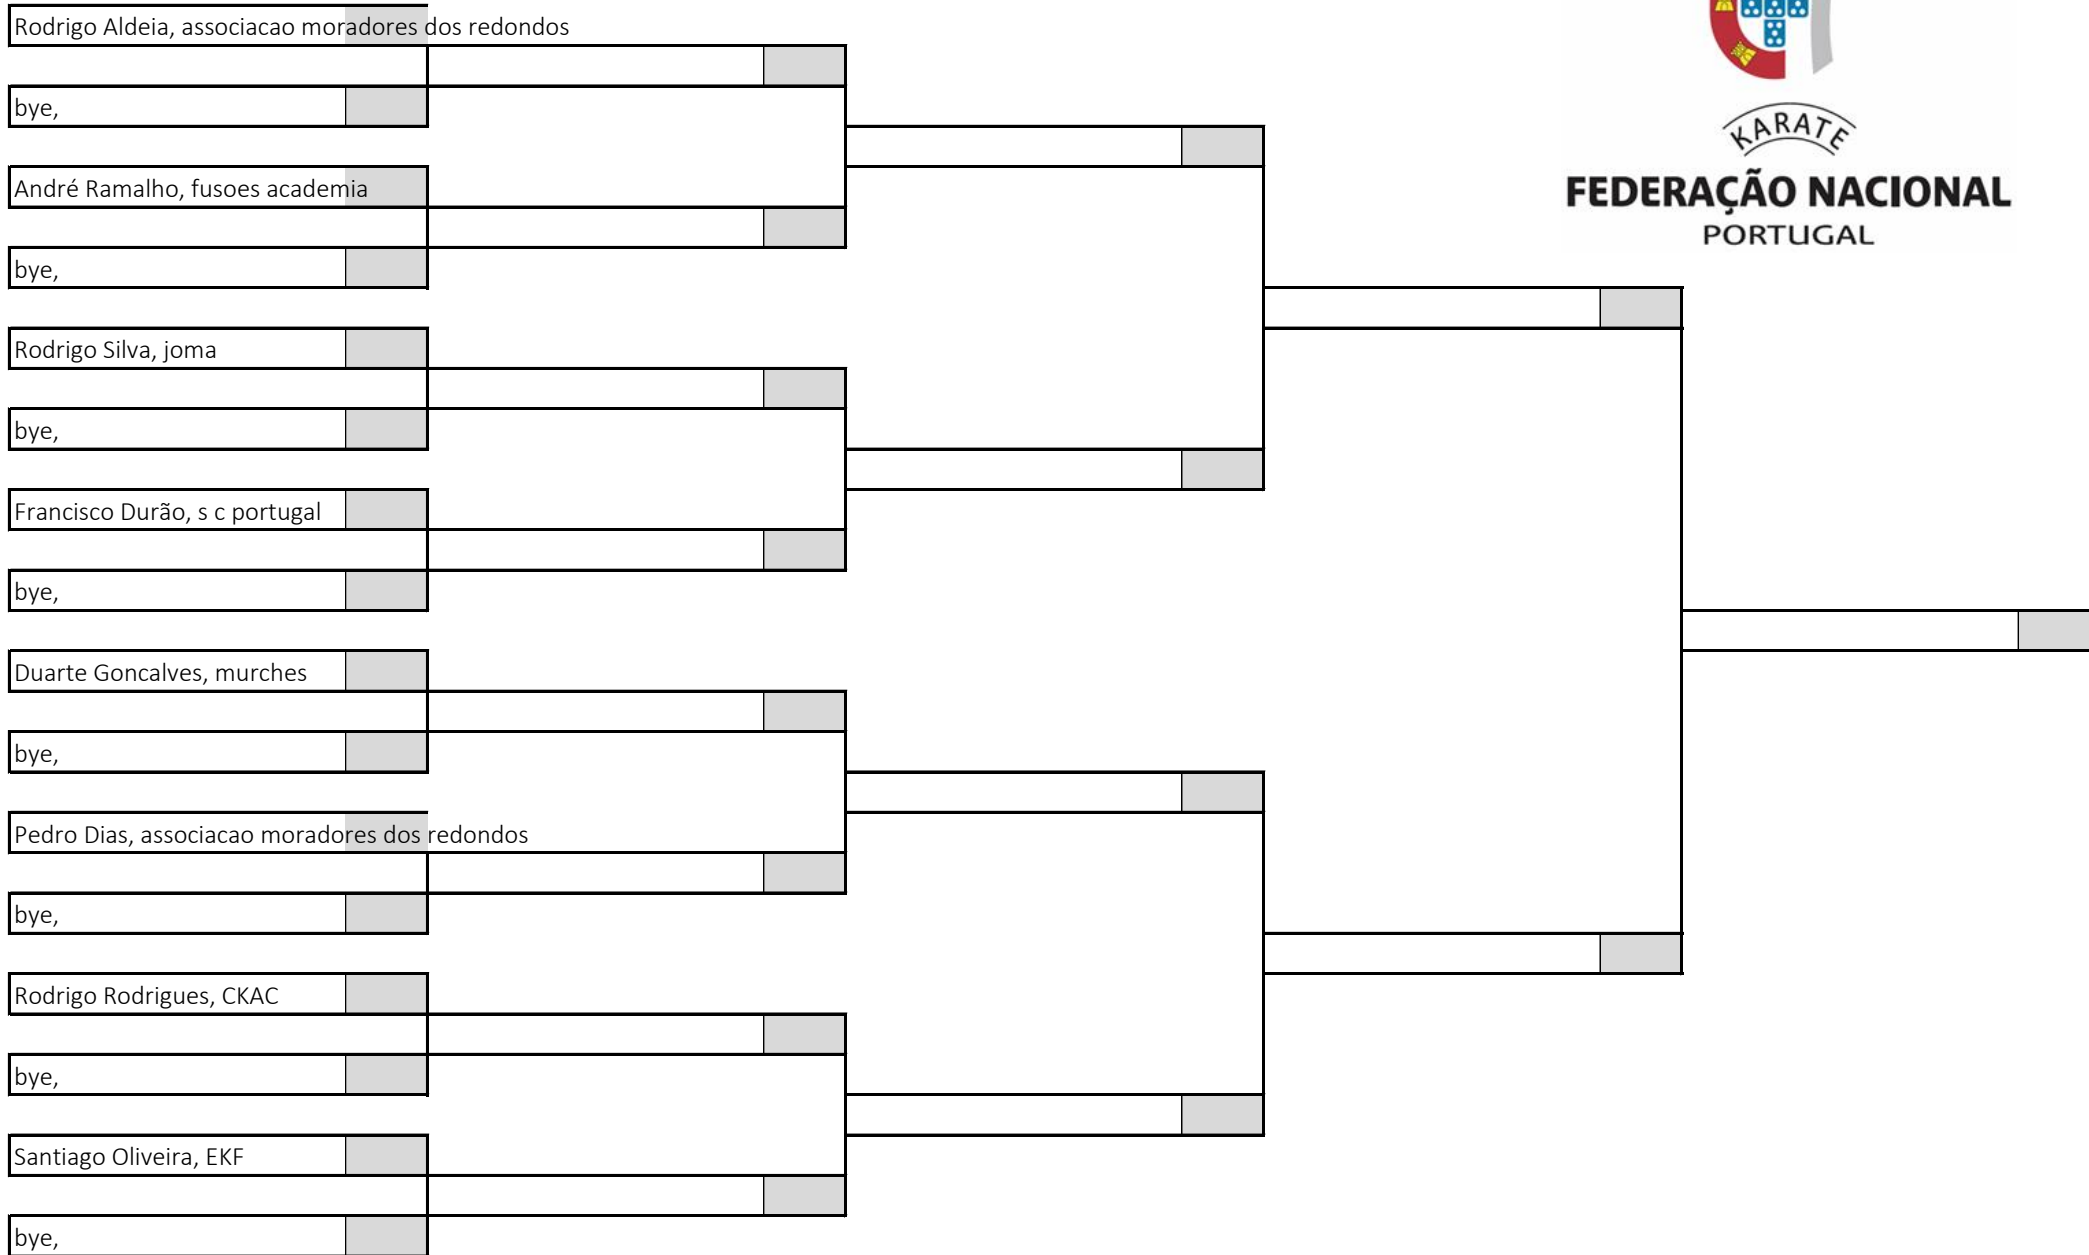 Rodrigo Aldeia, associacao moradores dos redondos
bye,
KARATE
André Ramalho, fusoes academia
FEDERAÇÃO NACIONAL
PORTUGAL
bye,
Rodrigo Silva, joma
bye,
Francisco Durão, s c portugal
bye,
Duarte Goncalves, murches
bye,
Pedro Dias, associacao moradores dos redondos
bye,
Rodrigo Rodrigues, CKAC
bye,
Santiago Oliveira, EKF
bye,